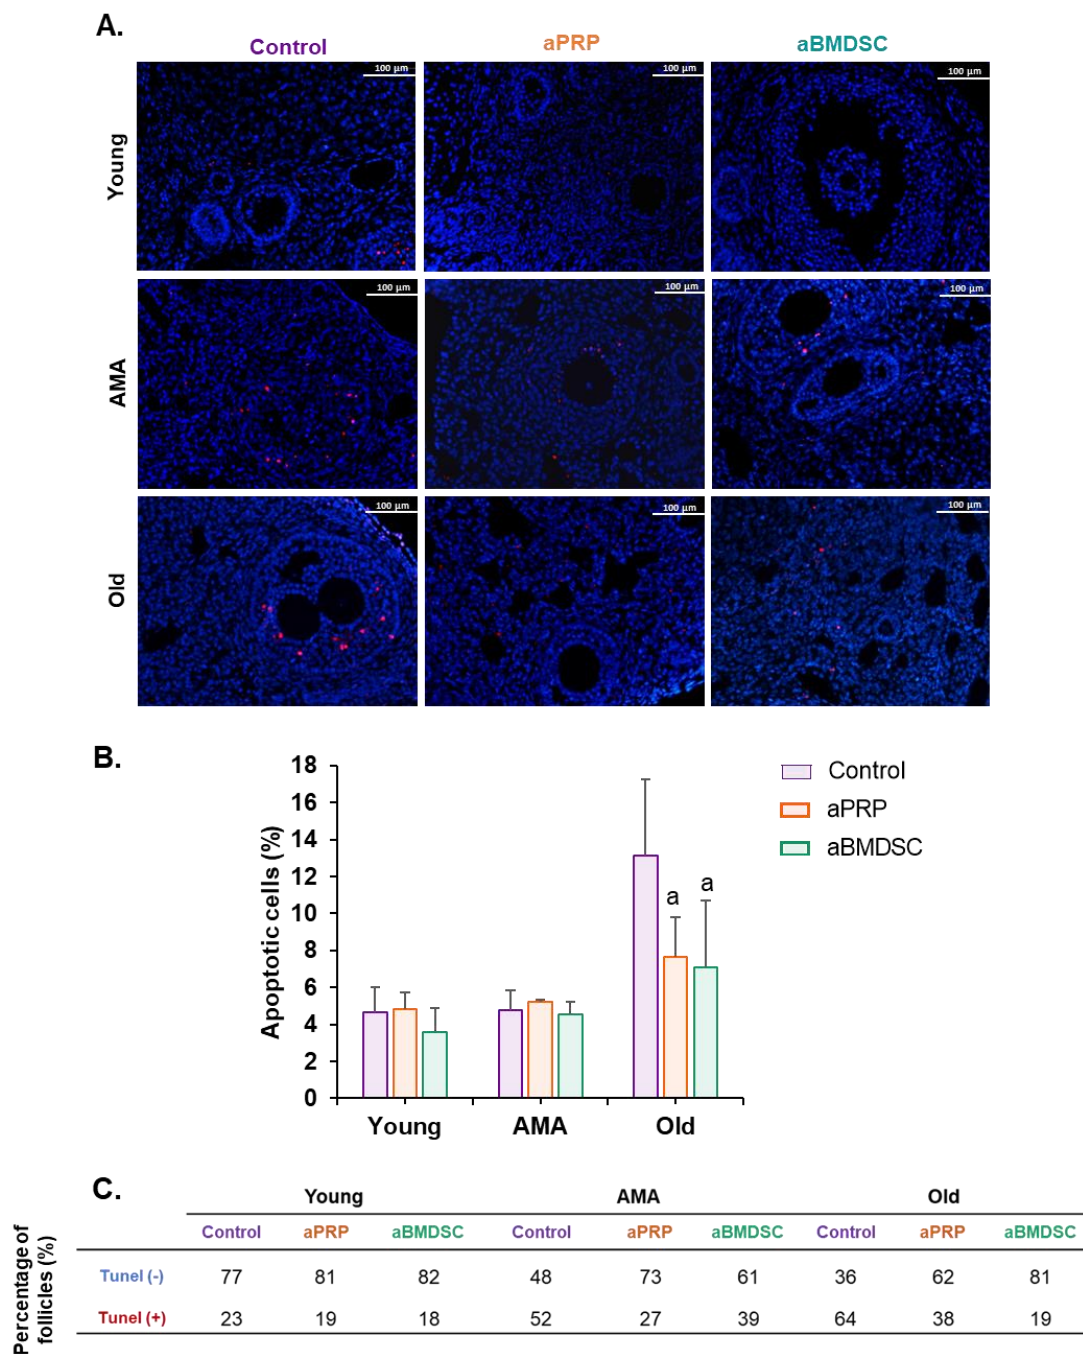 A.
Control aPRP aBMDSC
Young
100 µm 100 µm 100 µm
AMA
100 µm 100 µm 100 µm
Old
100 µm 100 µm 100 µm
B.
Apoptotic cells (%)
18
16
14
12
10
8
6
4
2
0
a a
Young AMA Old
Control
aPRP
aBMDSC
C.
Young AMA Old
Control aPRP aBMDSC Control aPRP aBMDSC Control aPRP aBMDSC
Percentage of
follicles (%)
Tunel (-) 77 81 82 48 73 61 36 62 81
Tunel (+) 23 19 18 52 27 39 64 38 19